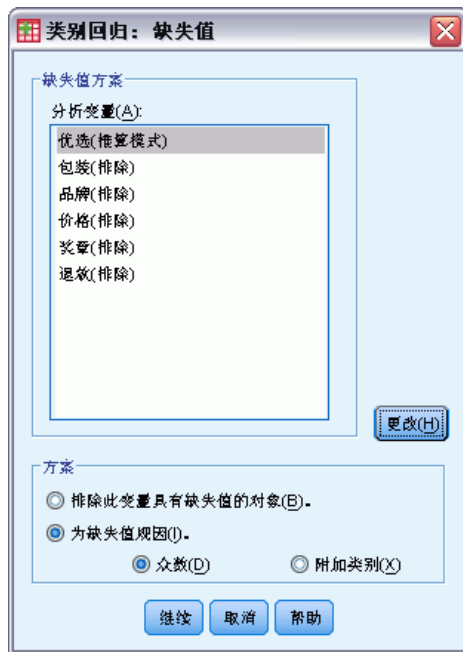 类别回归：缺失值
缺失值方案
分析变量(A):
优选(推算模式)
包装(排除)
品牌(排除)
价格(排除)
奖章(排除)
退款(排除)
更改(H)
方案
排除此变量具有缺失值的对象(B)。
为缺失值规因(I)。
众数(D)
附加类别(X)
继续
取消
帮助